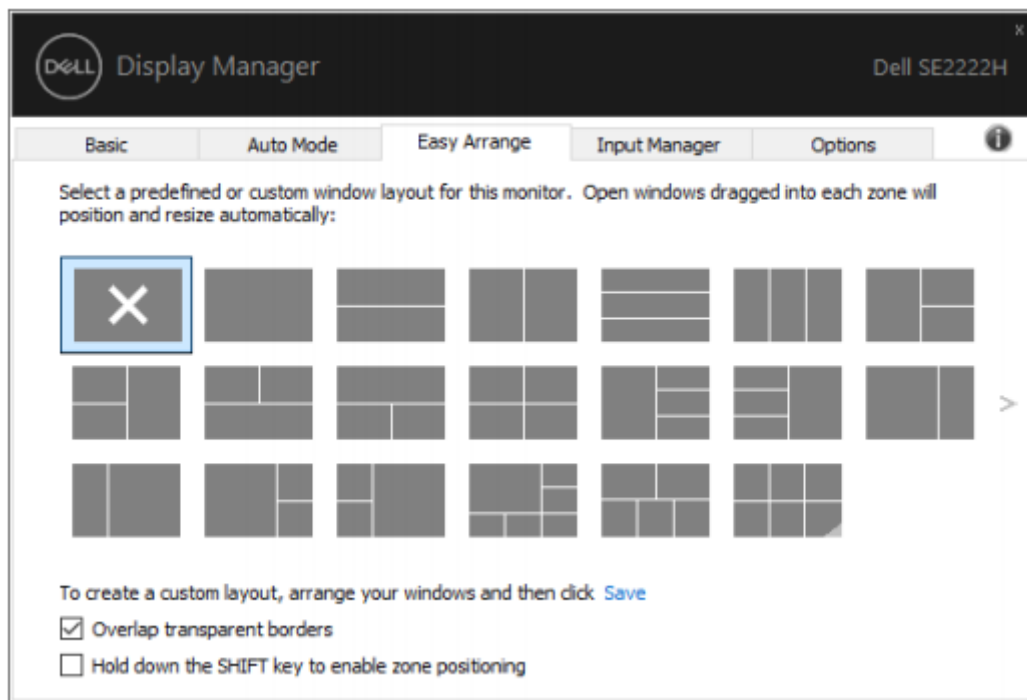 x
DELL Display Manager Dell SE2222H
Basic Auto Mode Easy Arrange Input Manager Options i
Select a predefined or custom window layout for this monitor. Open windows dragged into each zone will
position and resize automatically:
>
To create a custom layout, arrange your windows and then click Save
Overlap transparent borders
Hold down the SHIFT key to enable zone positioning